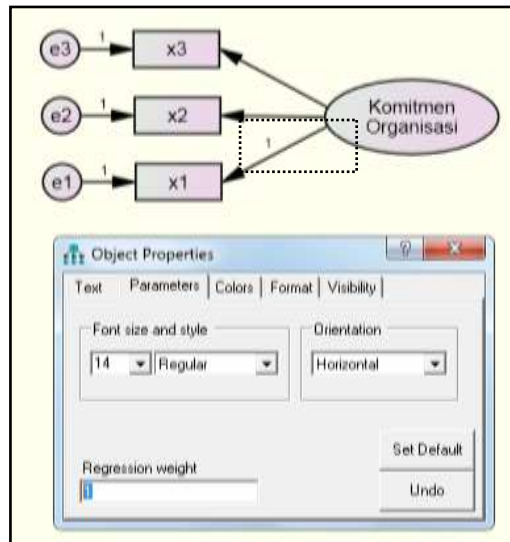 e3 1 x3
Komitmen
Organisasi
e2 1 x2
1
e1 1 x1
Object Properties
Text Parameters Colors Format Visibility
Font size and style Orientation
14 Regular Horizontal
Set Default
Regression weight
1 Undo